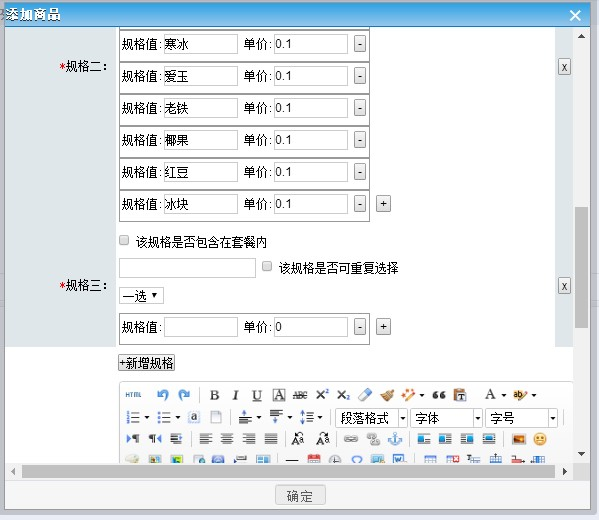 添加商品
规格值:寒冰 单价:0.1 -
*规格二: x
规格值:爱玉 单价:0.1 -
规格值:老铁 单价:0.1 -
规格值:椰果 单价:0.1 -
规格值:红豆 单价:0.1 -
规格值:冰块 单价:0.1 - +
该规格是否包含在套餐内
该规格是否可重复选择
*规格三: x
一选
规格值: 单价:0 - +
+新增规格
HTML B I U A ABC X² X₂ A ab
a 段落格式 字体 字号
确定